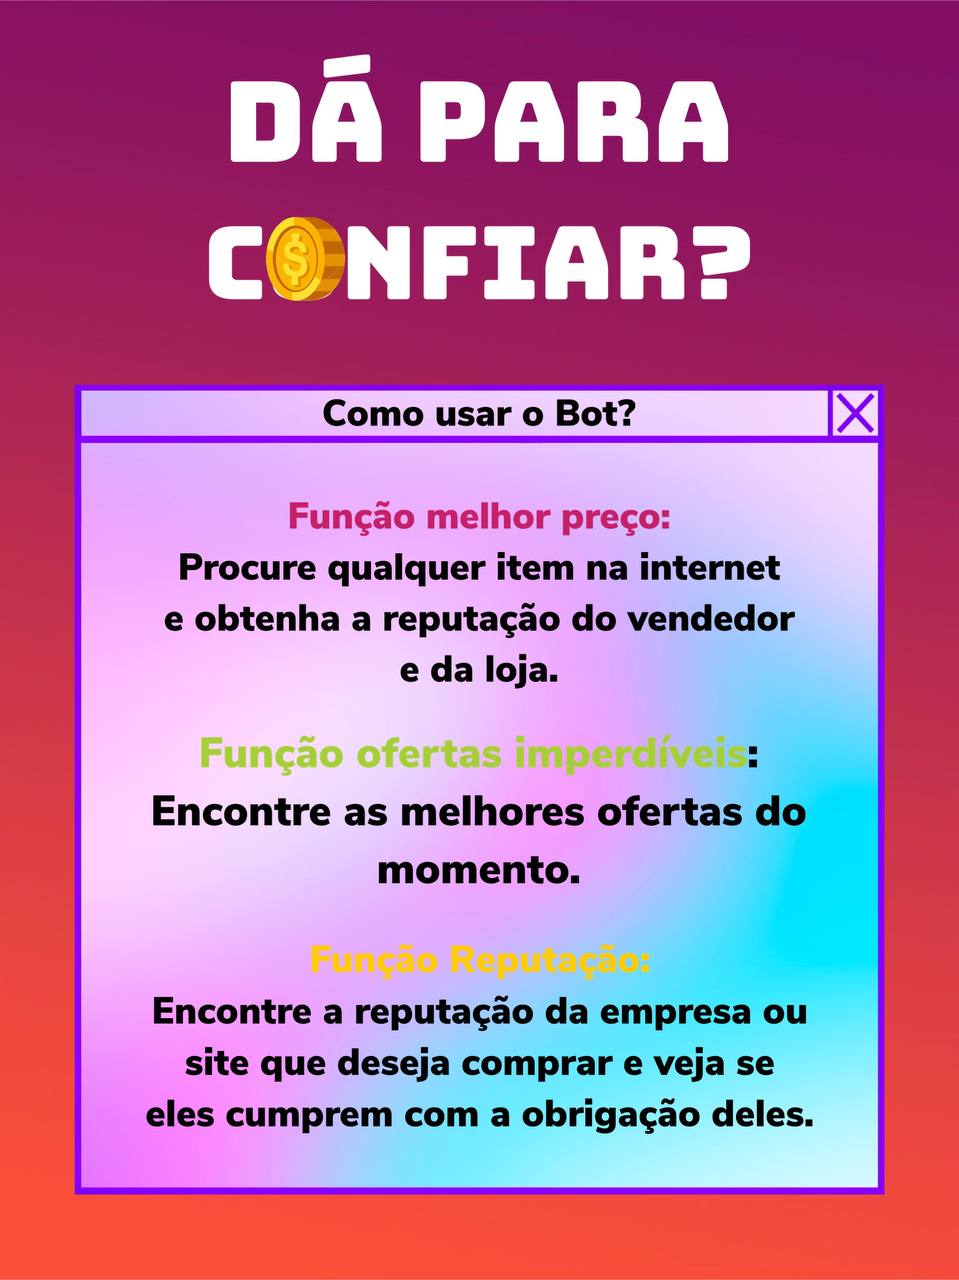 DÁ PARA
CONFIAR?
Como usar o Bot?
Função melhor preço:
Procure qualquer item na internet
e obtenha a reputação do vendedor
e da loja.
Função ofertas imperdíveis:
Encontre as melhores ofertas do
momento.
Função Reputação:
Encontre a reputação da empresa ou
site que deseja comprar e veja se
eles cumprem com a obrigação deles.